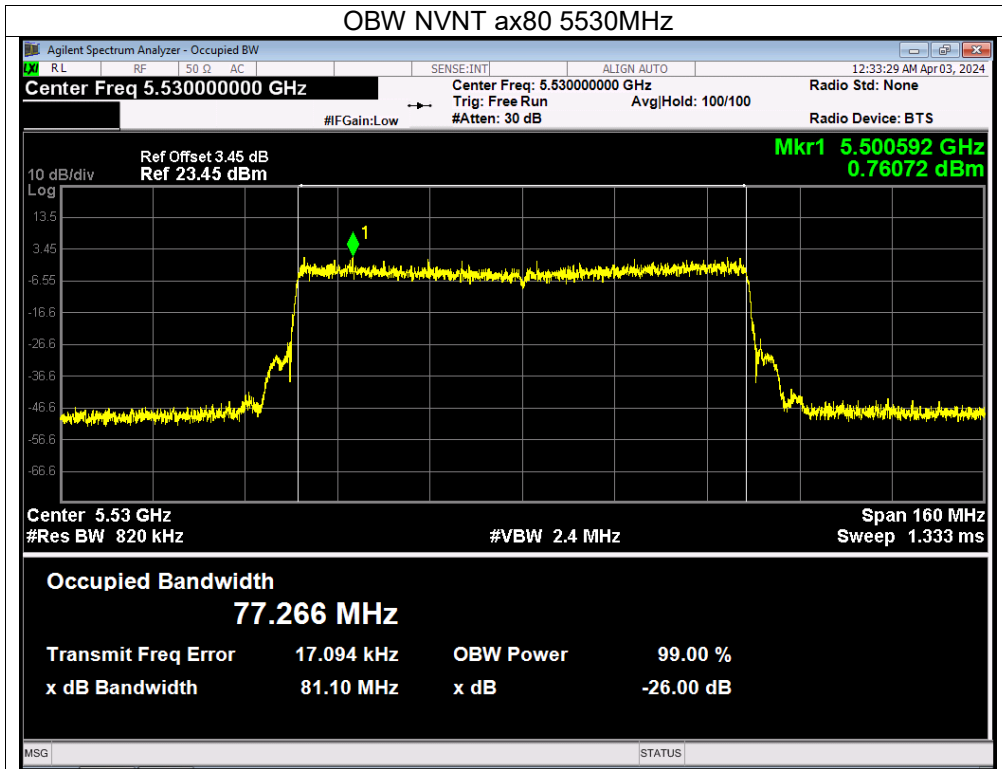 OBW NVNT ax80 5530MHz
Agilent Spectrum Analyzer - Occupied BW
LXI RL RF 50 Ω AC SENSE:INT ALIGN AUTO 12:33:29 AM Apr 03, 2024
Center Freq 5.530000000 GHz Center Freq: 5.530000000 GHz Radio Std: None
Trig: Free Run Avg|Hold: 100/100
#IFGain:Low #Atten: 30 dB Radio Device: BTS
Mkr1 5.500592 GHz
0.76072 dBm
Ref Offset 3.45 dB
10 dB/div Ref 23.45 dBm
Log
13.5
1
3.45
-6.55
-16.6
-26.6
-36.6
-46.6
-56.6
-66.6
Center 5.53 GHz Span 160 MHz
#Res BW 820 kHz #VBW 2.4 MHz Sweep 1.333 ms
Occupied Bandwidth
77.266 MHz
Transmit Freq Error 17.094 kHz OBW Power 99.00 %
x dB Bandwidth 81.10 MHz x dB -26.00 dB
MSG STATUS